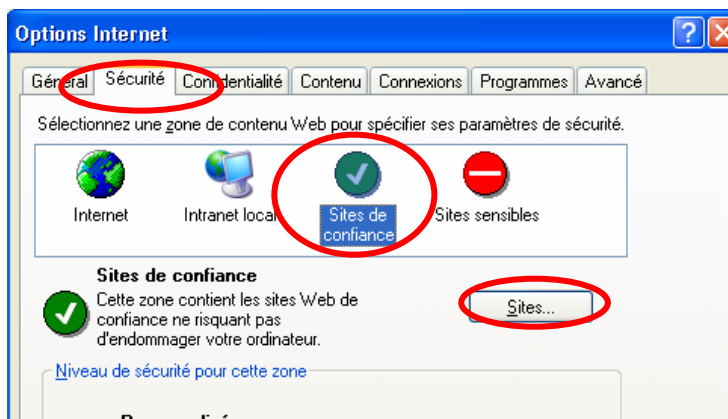 Options Internet
Général Sécurité Confidentialité Contenu Connexions Programmes Avancé
Sélectionnez une zone de contenu Web pour spécifier ses paramètres de sécurité.
Internet Intranet local Sites de confiance Sites sensibles
Sites de confiance
Cette zone contient les sites Web de
confiance ne risquant pas
d'endommager votre ordinateur.
Sites...
Niveau de sécurité pour cette zone